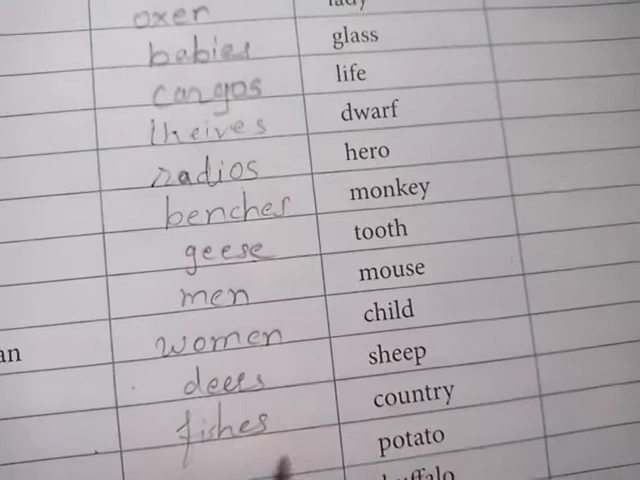 oxen lady
babies glass
cargos life
theives dwarf
radios hero
benches monkey
geese tooth
men mouse
women child
an
deers sheep
fishes country
potato
buffalo